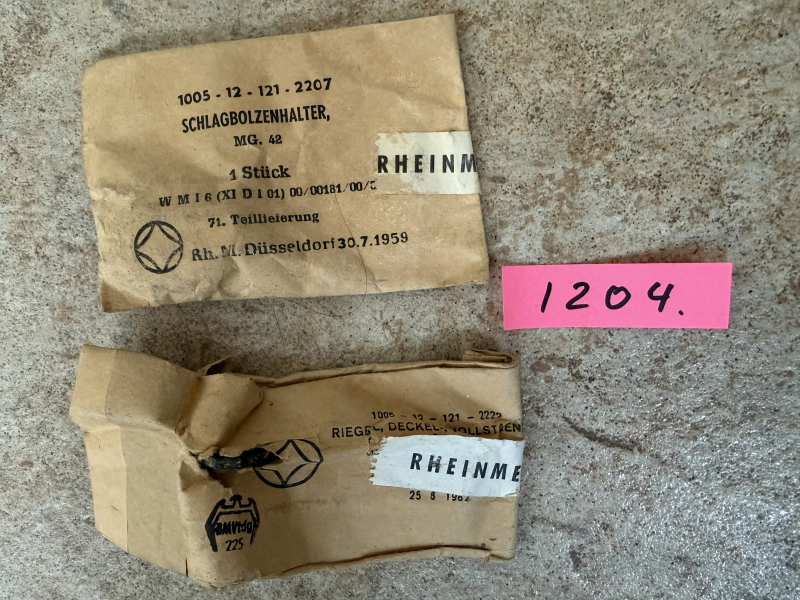 1005 - 12 - 121 - 2207
SCHLAGBOLZENHALTER,
MG. 42
1 Stück
W M I 6 (XI D I 01) 00/00181/00/
71. Teillieferung
Rh. M. Düsseldorf 30.7.1959
RHEINM
1204.
1005 - 12 - 121 - 2222
RIEGEL, DECKEL-
RHEINME
25 8 1962
225